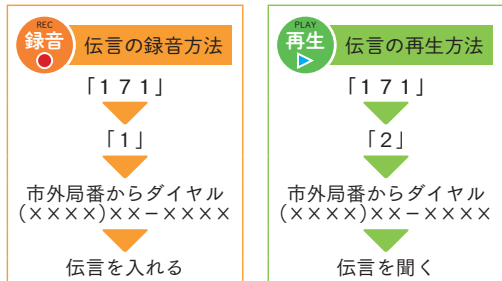 REC
録音
伝言の録音方法
「171」
「1」
市外局番からダイヤル
(××××)××－××××
伝言を入れる
PLAY
再生
伝言の再生方法
「171」
「2」
市外局番からダイヤル
(××××)××－××××
伝言を聞く